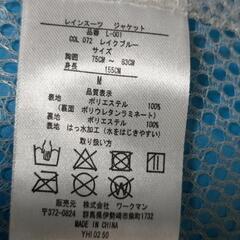 レインスーツ ジャケット
品番 L-001
COL 072 レイクブルー
サイズ
胸囲 75CM ～ 83CM
身長 155CM
M
品質表示
表地 ポリエステル 100%
(裏面 ポリウレタンラミネート)
裏地 ポリエステル 100%
表地 はっ水加工(水をはじきやすい)
取り扱い方
販売元 株式会社 ワークマン
〒372-0824
群馬県伊勢崎市柴町1732
MADE IN CHINA
YHI 02 50